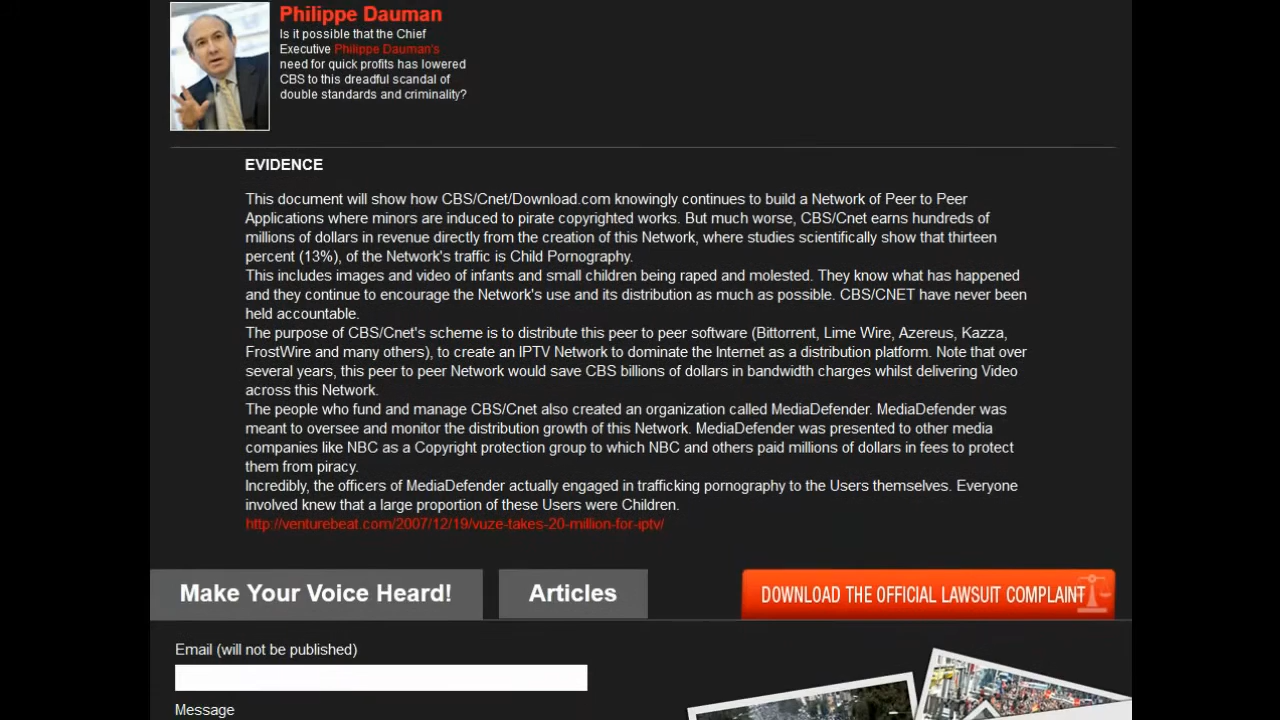 Philippe Dauman
Is it possible that the Chief
Executive Philippe Dauman's
need for quick profits has lowered
CBS to this dreadful scandal of
double standards and criminality?
EVIDENCE
This document will show how CBS/Cnet/Download.com knowingly continues to build a Network of Peer to Peer
Applications where minors are induced to pirate copyrighted works. But much worse, CBS/Cnet earns hundreds of
millions of dollars in revenue directly from the creation of this Network, where studies scientifically show that thirteen
percent (13%), of the Network's traffic is Child Pornography.
This includes images and video of infants and small children being raped and molested. They know what has happened
and they continue to encourage the Network's use and its distribution as much as possible. CBS/CNET have never been
held accountable.
The purpose of CBS/Cnet's scheme is to distribute this peer to peer software (Bittorrent, Lime Wire, Azereus, Kazza,
FrostWire and many others), to create an IPTV Network to dominate the Internet as a distribution platform. Note that over
several years, this peer to peer Network would save CBS billions of dollars in bandwidth charges whilst delivering Video
across this Network.
The people who fund and manage CBS/Cnet also created an organization called MediaDefender. MediaDefender was
meant to oversee and monitor the distribution growth of this Network. MediaDefender was presented to other media
companies like NBC as a Copyright protection group to which NBC and others paid millions of dollars in fees to protect
them from piracy.
Incredibly, the officers of MediaDefender actually engaged in trafficking pornography to the Users themselves. Everyone
involved knew that a large proportion of these Users were Children.
http://venturebeat.com/2007/12/19/vuze-takes-20-million-for-iptv/
Make Your Voice Heard!
Articles
DOWNLOAD THE OFFICIAL LAWSUIT COMPLAINT
Email (will not be published)
Message